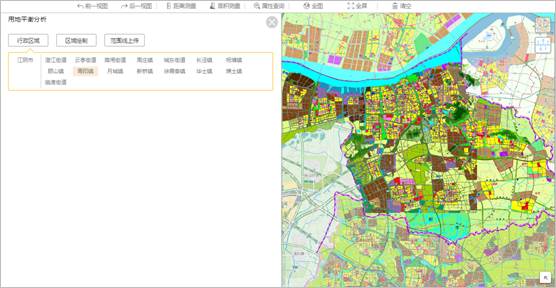 前一视图 后一视图 距离测量 面积测量 属性查询 全图 全屏 清空
用地平衡分析
行政区域 区域绘制 范围线上传
江阴市 澄江街道 云亭街道 南闸街道 周庄镇 城东街道 长泾镇 祝塘镇
顾山镇 青阳镇 月城镇 新桥镇 徐霞客镇 华士镇 璜土镇
临港街道